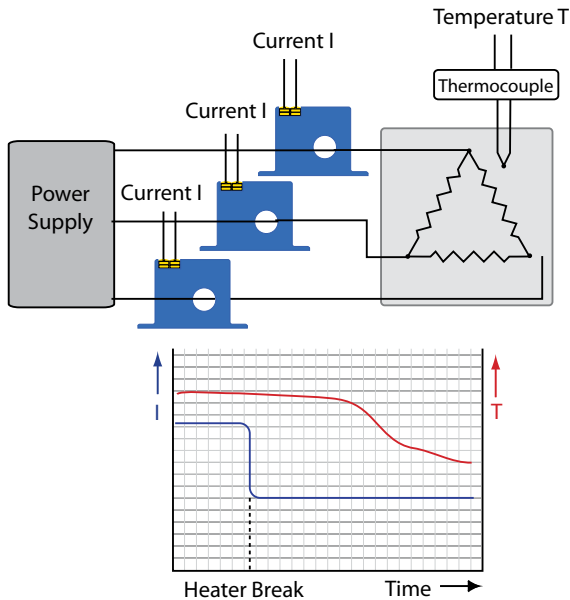 Temperature T
Current I
Thermocouple
Current I
Power
Supply
Current I
I
T
Heater Break
Time